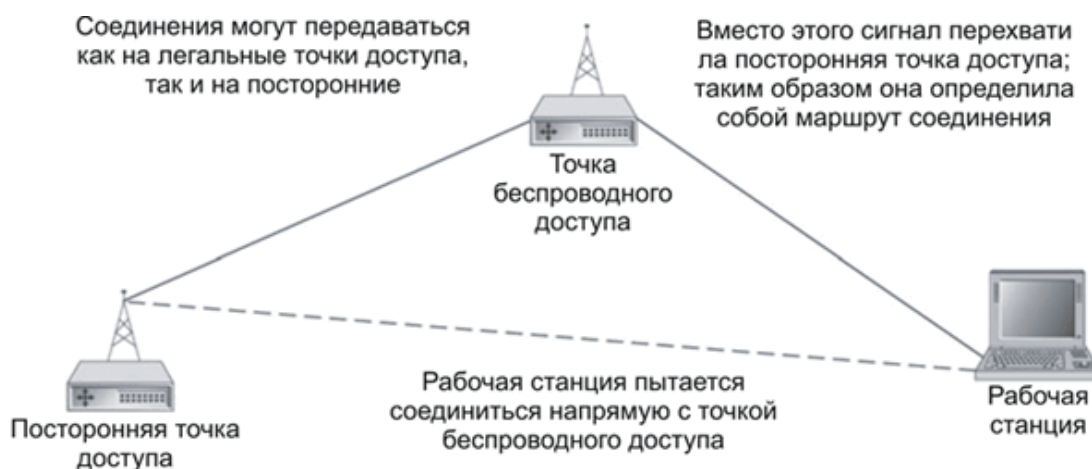 Соединения могут передаваться
как на легальные точки доступа,
так и на посторонние
Вместо этого сигнал перехвати
ла посторонняя точка доступа;
таким образом она определила
собой маршрут соединения
Точка
беспроводного
доступа
Рабочая станция пытается
соединиться напрямую с точкой
беспроводного доступа
Посторонняя точка
доступа
Рабочая
станция